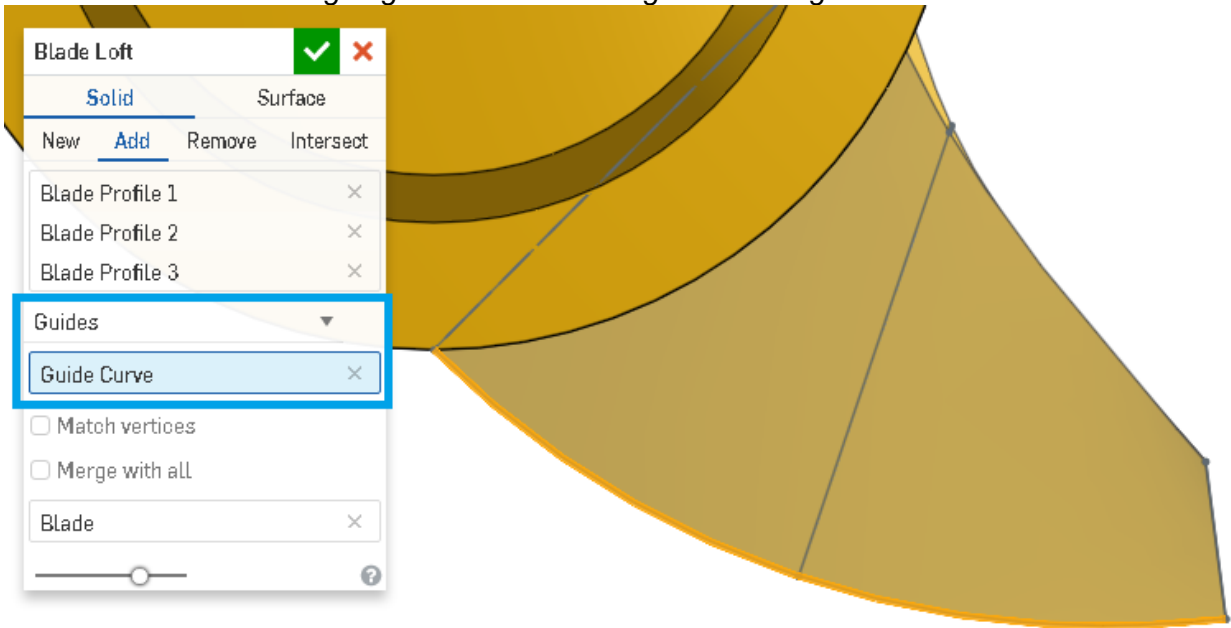 Blade Loft
Solid Surface
New Add Remove Intersect
Blade Profile 1
Blade Profile 2
Blade Profile 3
Guides
Guide Curve
Match vertices
Merge with all
Blade
?